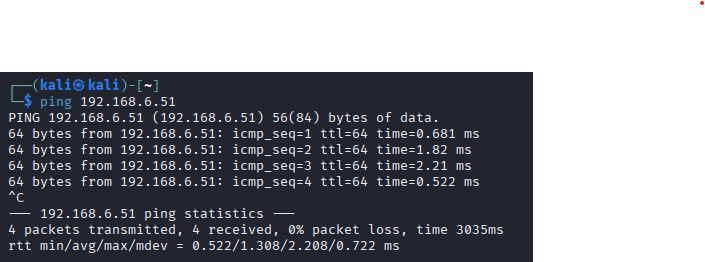 ┌──(kali㉿kali)-[~]
└─$ ping 192.168.6.51
PING 192.168.6.51 (192.168.6.51) 56(84) bytes of data.
64 bytes from 192.168.6.51: icmp_seq=1 ttl=64 time=0.681 ms
64 bytes from 192.168.6.51: icmp_seq=2 ttl=64 time=1.82 ms
64 bytes from 192.168.6.51: icmp_seq=3 ttl=64 time=2.21 ms
64 bytes from 192.168.6.51: icmp_seq=4 ttl=64 time=0.522 ms
^C
--- 192.168.6.51 ping statistics ---
4 packets transmitted, 4 received, 0% packet loss, time 3035ms
rtt min/avg/max/mdev = 0.522/1.308/2.208/0.722 ms